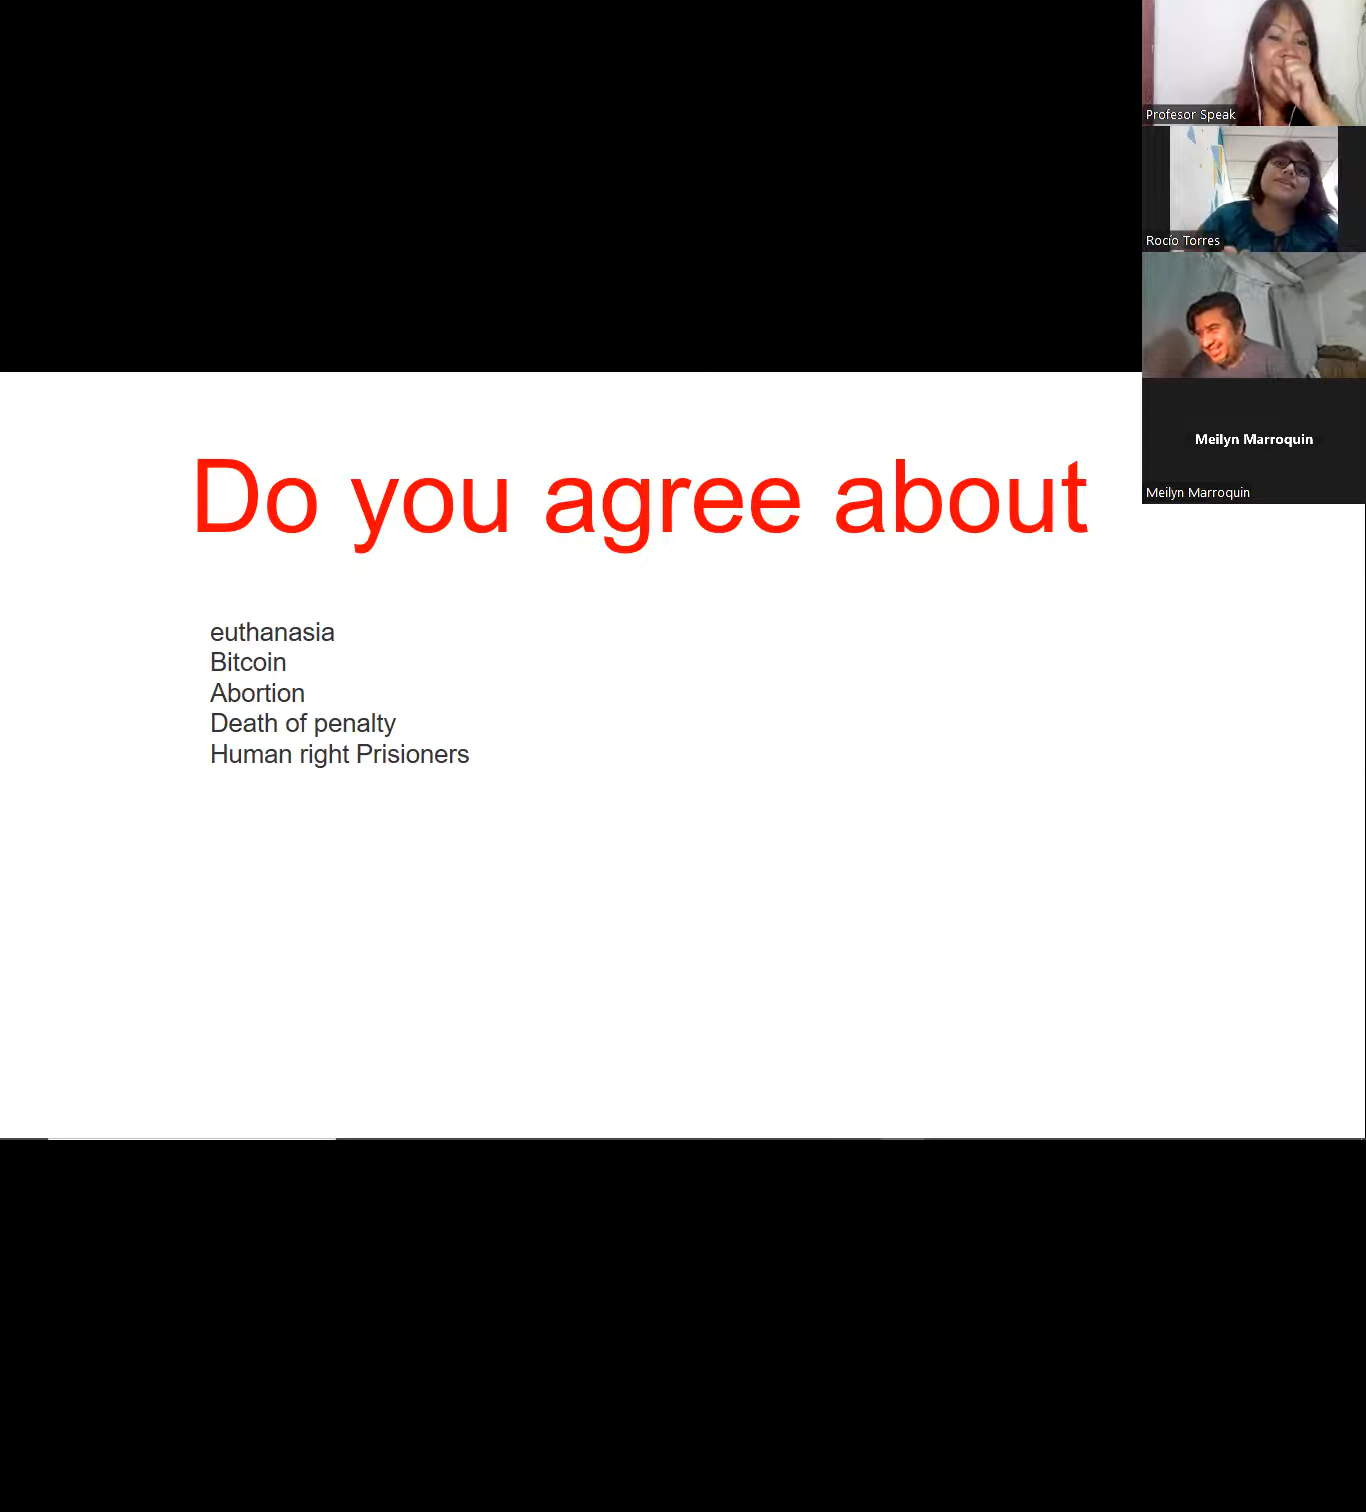 Profesor Speak
Rocío Torres
Meilyn Marroquin
Meilyn Marroquin
Do you agree about
euthanasia
Bitcoin
Abortion
Death of penalty
Human right Prisioners